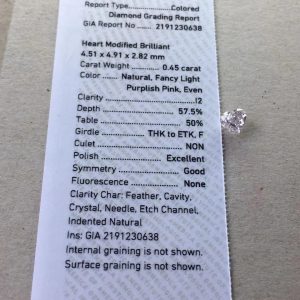 Report Type..............Colored
Diamond Grading Report
GIA Report No ...... 2191230638
Heart Modified Brilliant
4.51 x 4.91 x 2.82 mm
Carat Weight ............ 0.45 carat
Color ....... Natural, Fancy Light
Purplish Pink, Even
Clarity ............................ I2
Depth ........................ 57.5%
Table .......................... 50%
Girdle .............. THK to ETK, F
Culet .......................... NON
Polish .................... Excellent
Symmetry .................. Good
Fluorescence ............. None
Clarity Char: Feather, Cavity,
Crystal, Needle, Etch Channel,
Indented Natural
Ins: GIA 2191230638
Internal graining is not shown.
Surface graining is not shown.